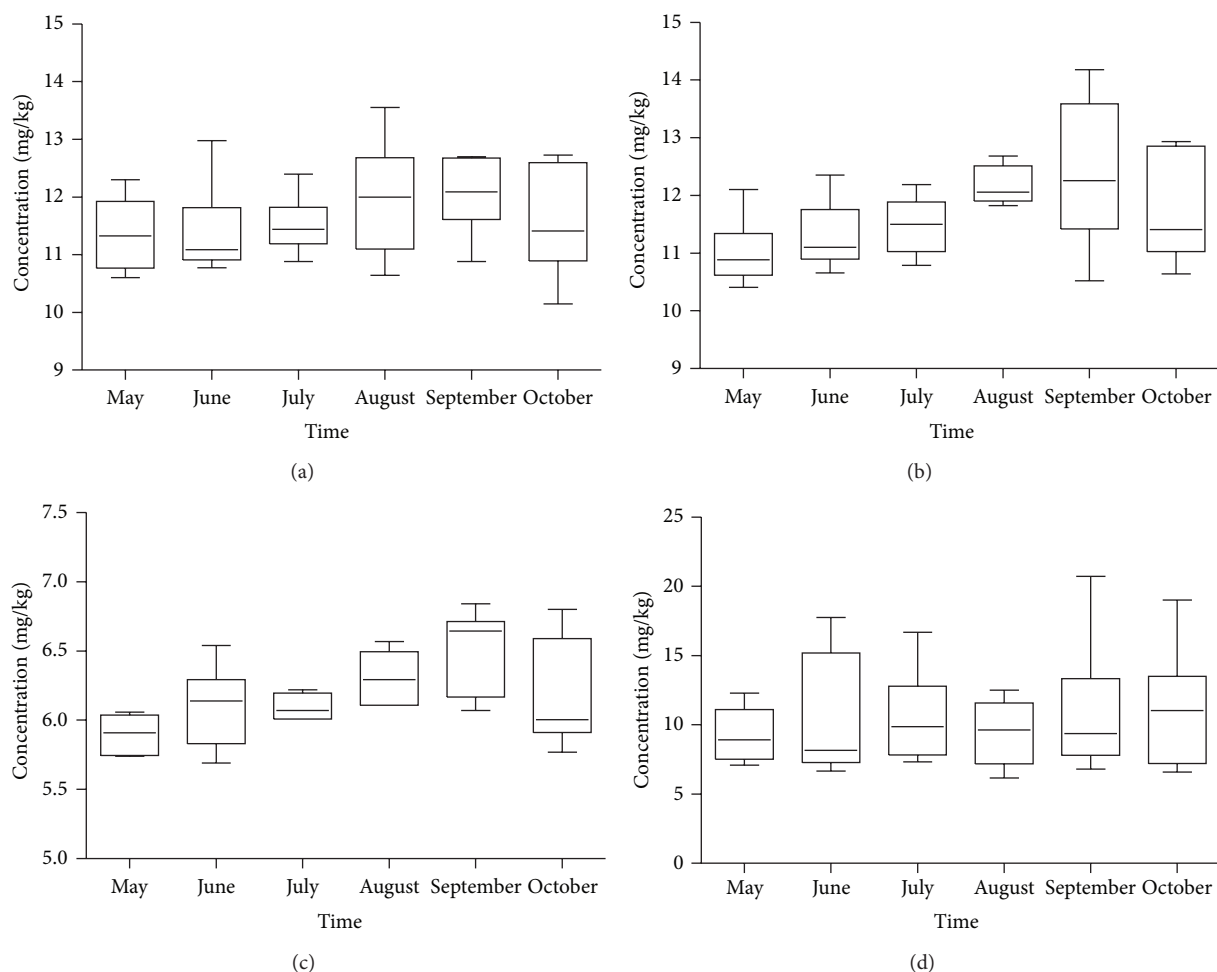 15
14
13
12
11
10
9
Concentration (mg/kg)
May June July August September October
Time
(a)
15
14
13
12
11
10
9
Concentration (mg/kg)
May June July August September October
Time
(b)
7.5
7.0
6.5
6.0
5.5
5.0
Concentration (mg/kg)
May June July August September October
Time
(c)
25
20
15
10
5
0
Concentration (mg/kg)
May June July August September October
Time
(d)